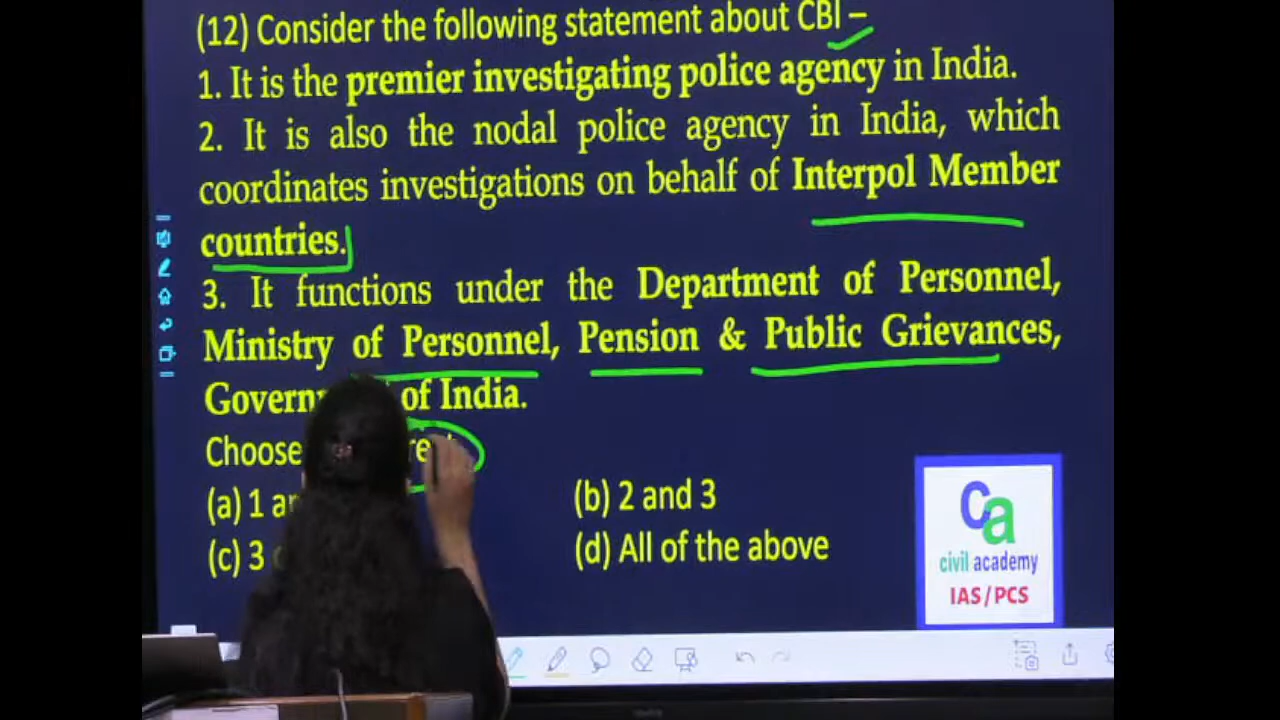 (12) Consider the following statement about CBI –
1. It is the premier investigating police agency in India.
2. It is also the nodal police agency in India, which
coordinates investigations on behalf of Interpol Member
countries.
3. It functions under the Department of Personnel,
Ministry of Personnel, Pension & Public Grievances,
of India.
Choose
(a) 1
(b) 2 and 3
(c) 3
(d) All of the above
Ca
civil academy
IAS/PCS